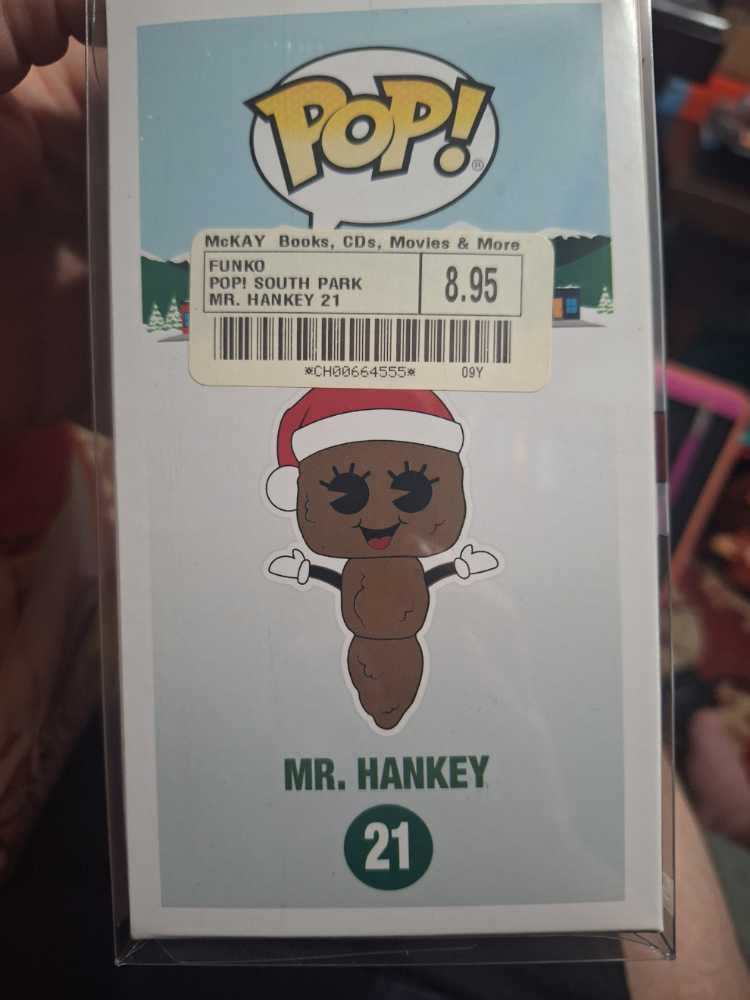 POP!
®
McKAY Books, CDs, Movies & More
FUNKO
POP! SOUTH PARK
MR. HANKEY 21
8.95
*CH00664555* 09Y
MR. HANKEY
21